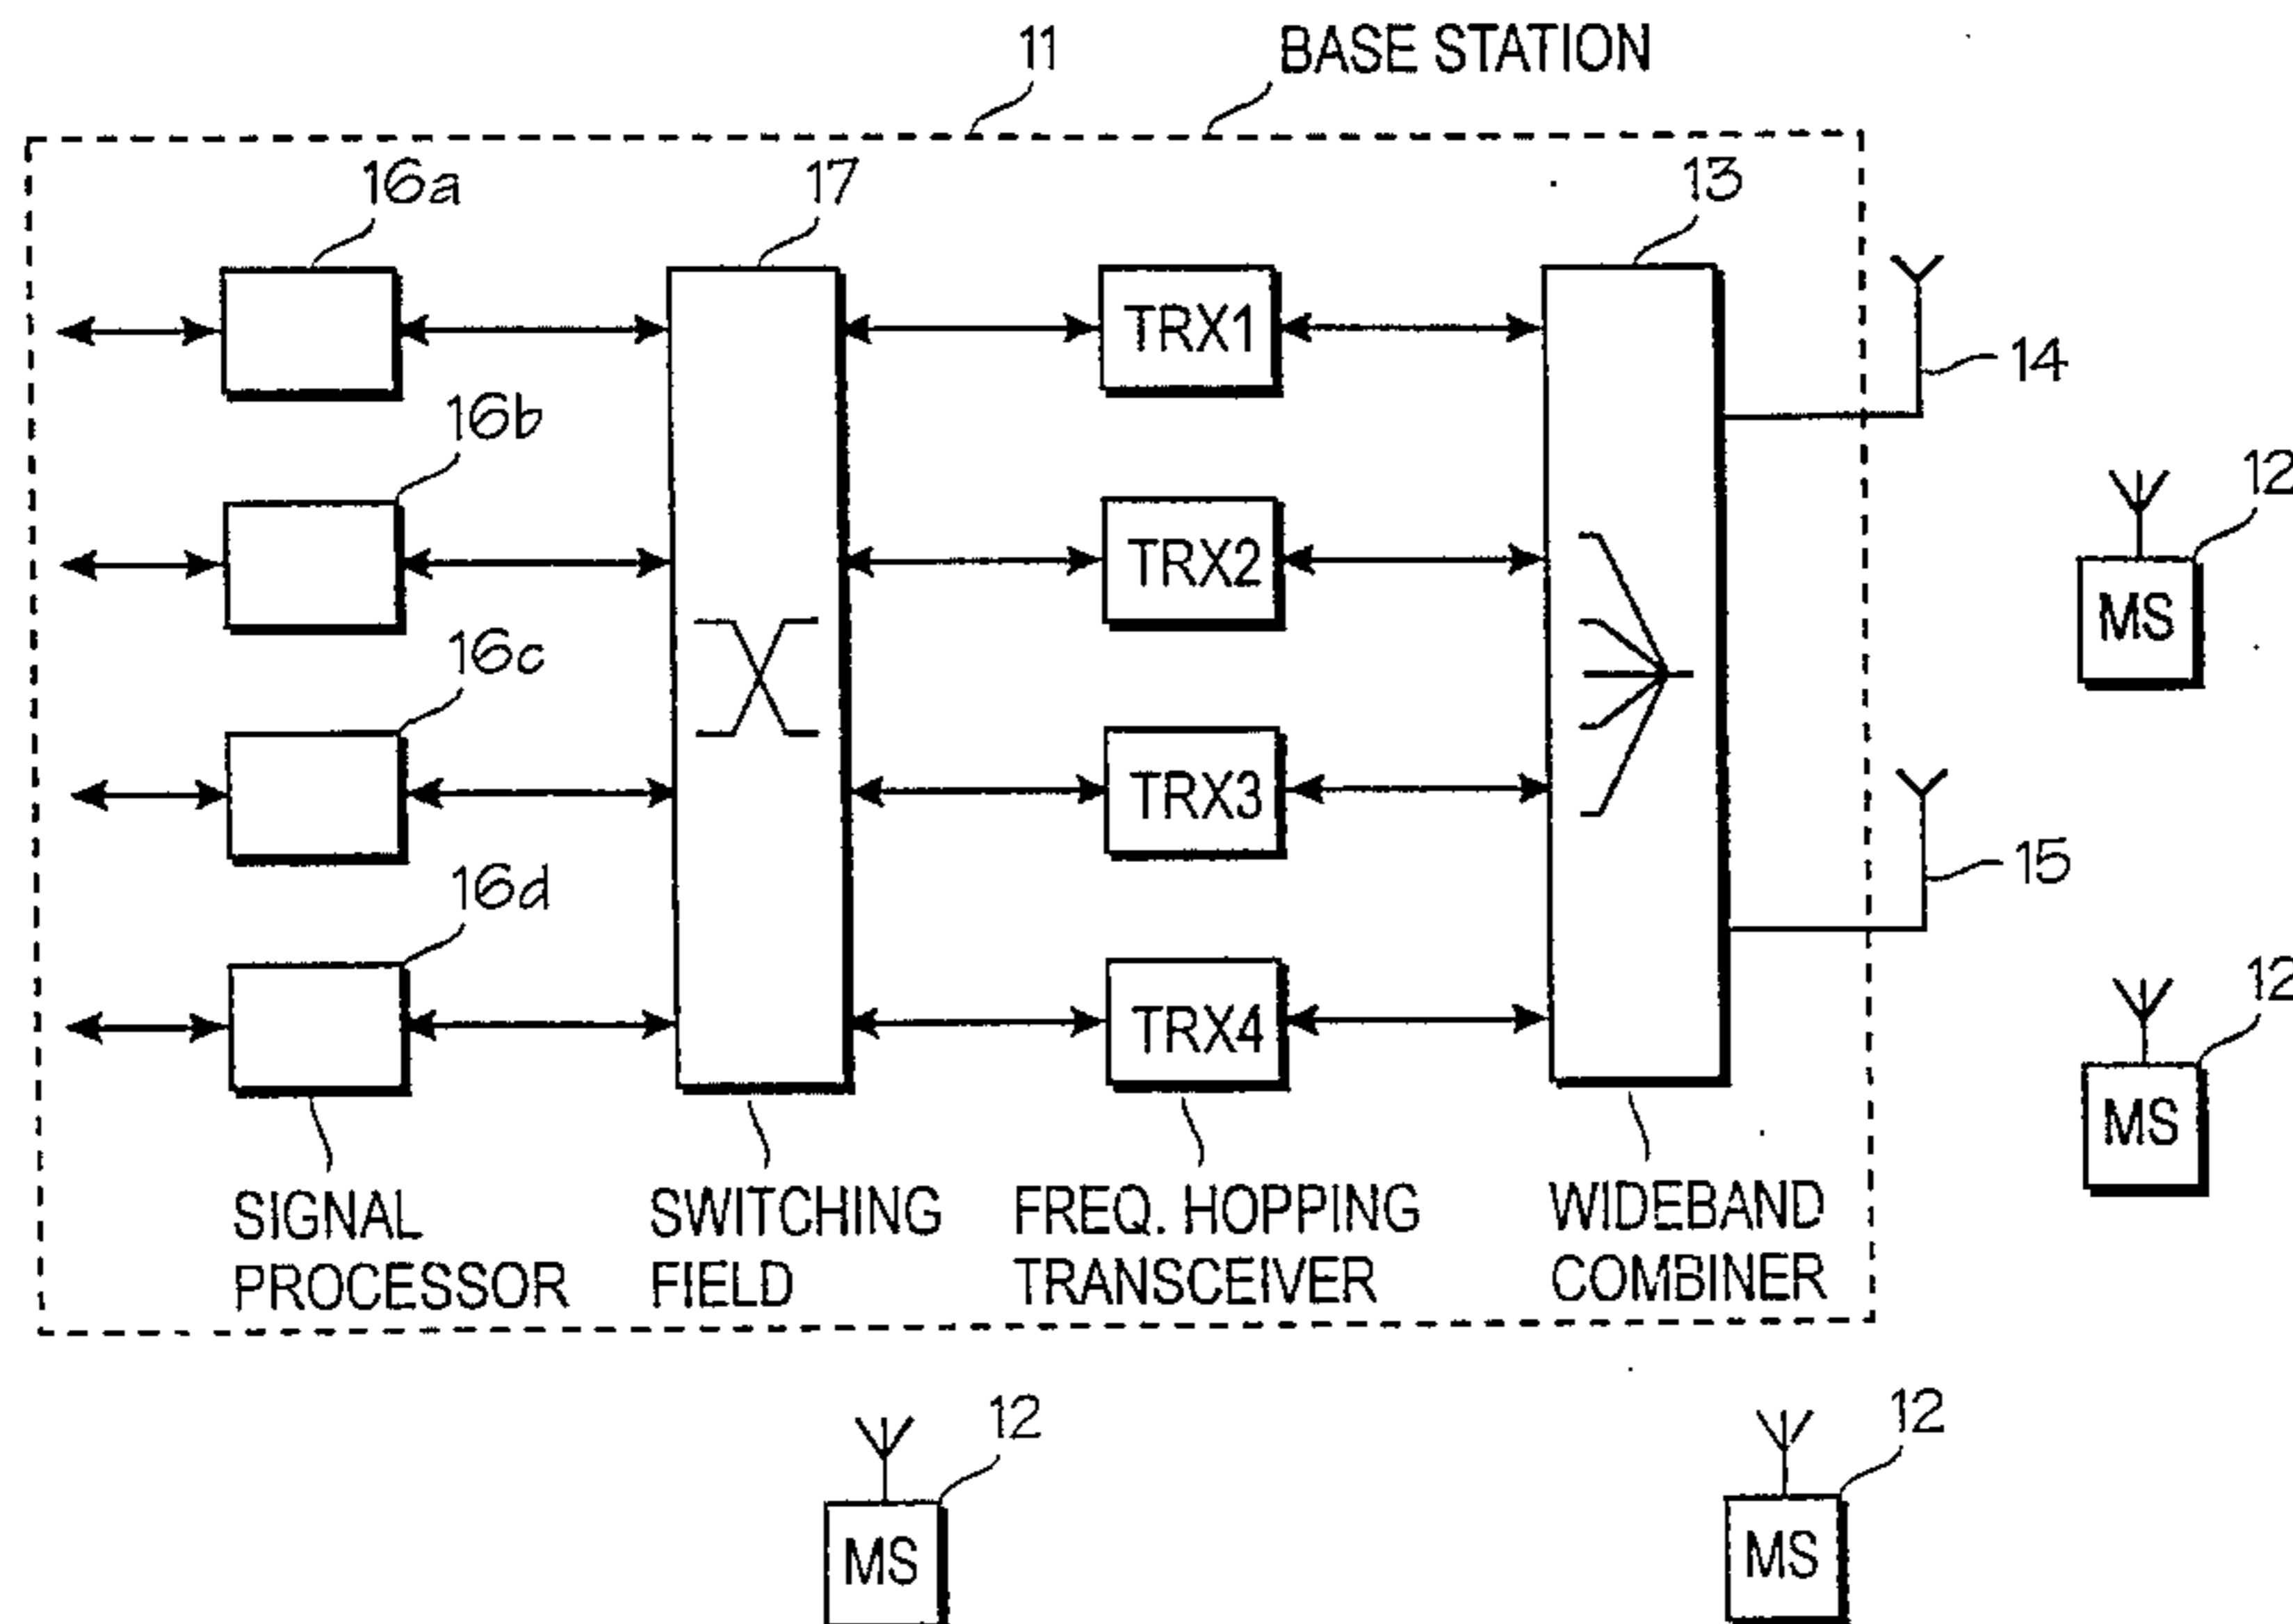 11
BASE STATION
16a
17
13
TRX1
14
16b
12
TRX2
MS
16c
TRX3
15
16d
12
TRX4
MS
SIGNAL
PROCESSOR
SWITCHING
FIELD
FREQ. HOPPING
TRANSCEIVER
WIDEBAND
COMBINER
12
12
MS
MS